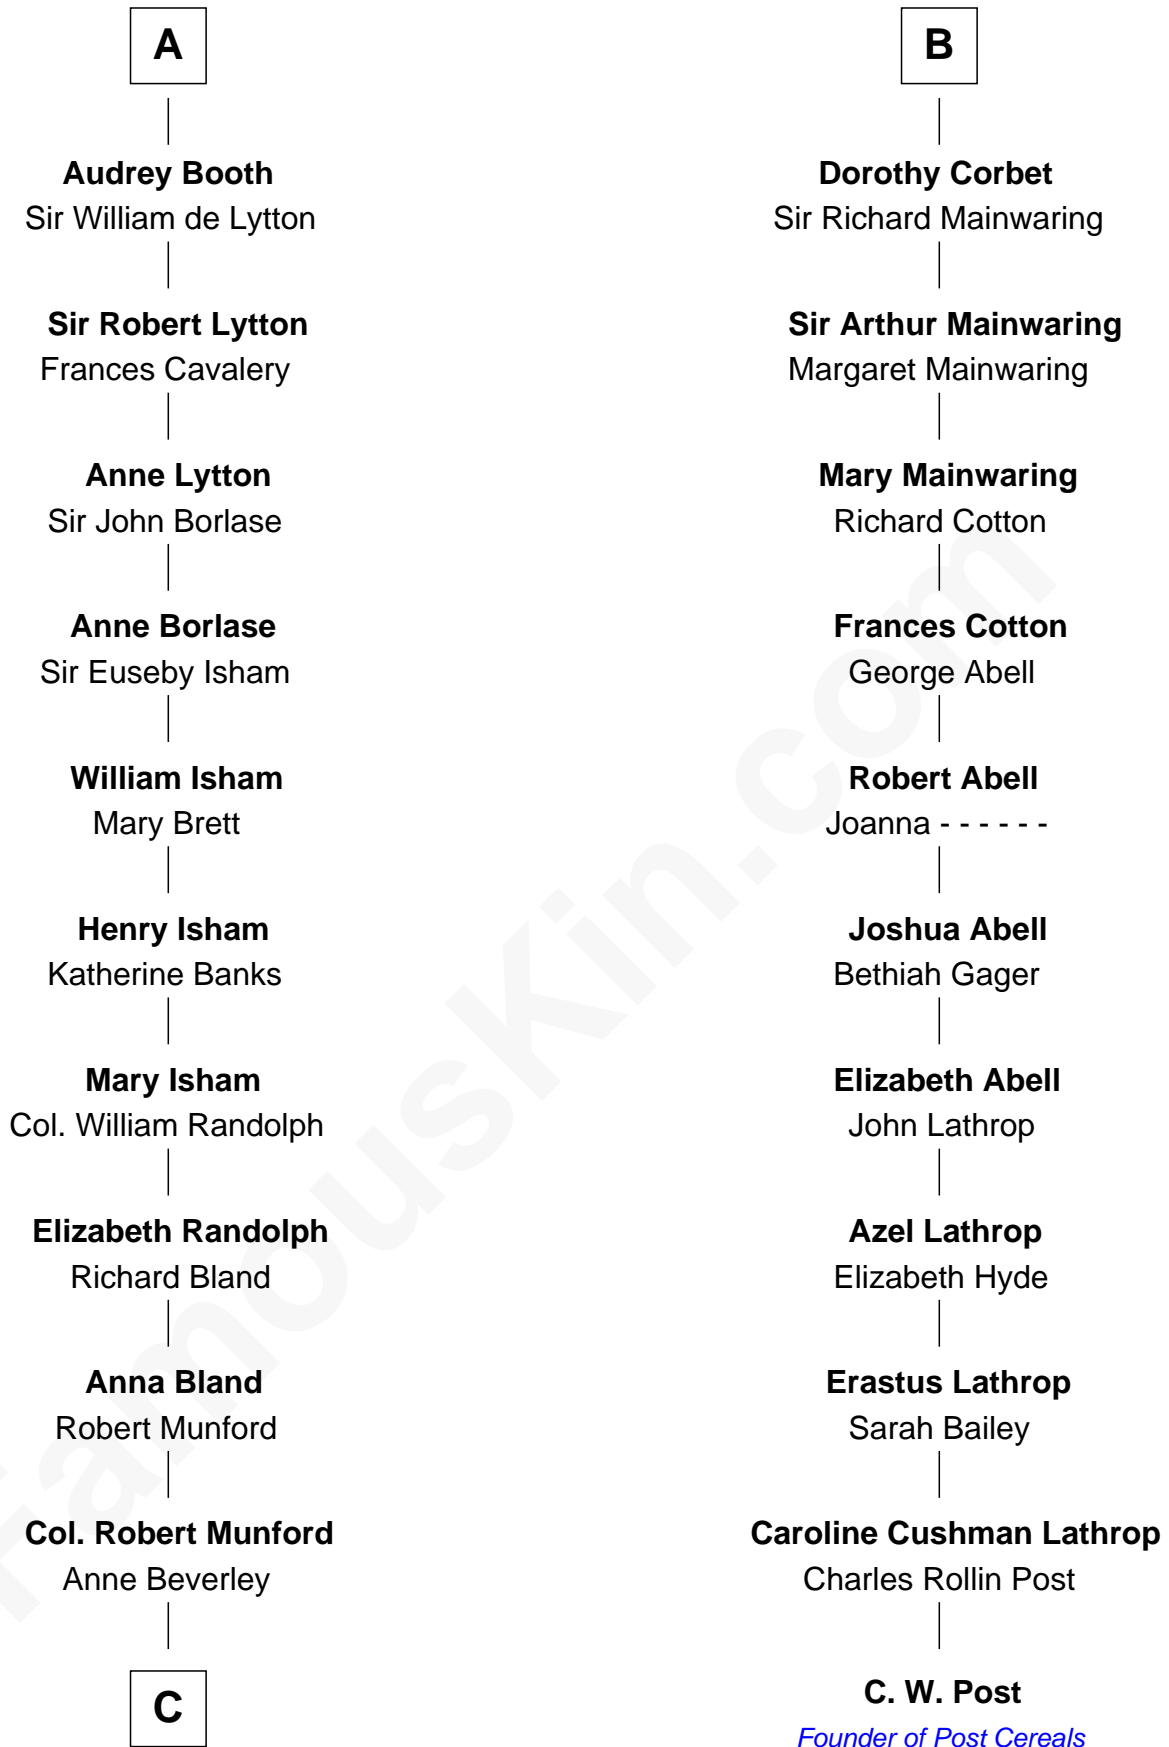 A
Audrey Booth
Sir William de Lytton
Sir Robert Lytton
Frances Cavalery
Anne Lytton
Sir John Borlase
Anne Borlase
Sir Euseby Isham
William Isham
Mary Brett
Henry Isham
Katherine Banks
Mary Isham
Col. William Randolph
Elizabeth Randolph
Richard Bland
Anna Bland
Robert Munford
Col. Robert Munford
Anne Beverley
C
B
Dorothy Corbet
Sir Richard Mainwaring
Sir Arthur Mainwaring
Margaret Mainwaring
Mary Mainwaring
Richard Cotton
Frances Cotton
George Abell
Robert Abell
Joanna - - - - - -
Joshua Abell
Bethiah Gager
Elizabeth Abell
John Lathrop
Azel Lathrop
Elizabeth Hyde
Erastus Lathrop
Sarah Bailey
Caroline Cushman Lathrop
Charles Rollin Post
C. W. Post
Founder of Post Cereals
FamousKin.com